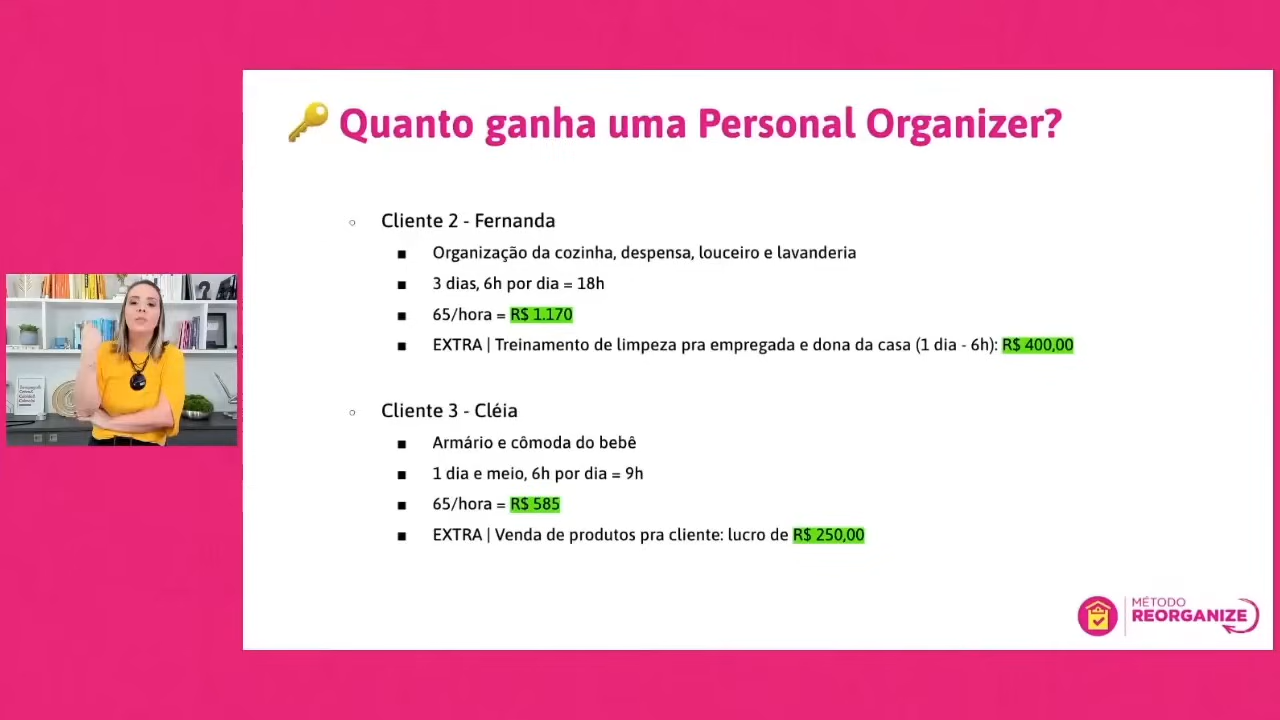 Quanto ganha uma Personal Organizer?
Cliente 2 - Fernanda
Organização da cozinha, despensa, louceiro e lavanderia
3 dias, 6h por dia = 18h
65/hora = R$ 1.170
EXTRA | Treinamento de limpeza pra empregada e dona da casa (1 dia - 6h): R$ 400,00
Cliente 3 - Cléia
Armário e cômoda do bebê
1 dia e meio, 6h por dia = 9h
65/hora = R$ 585
EXTRA | Venda de produtos pra cliente: lucro de R$ 250,00
MÉTODO
REORGANIZE